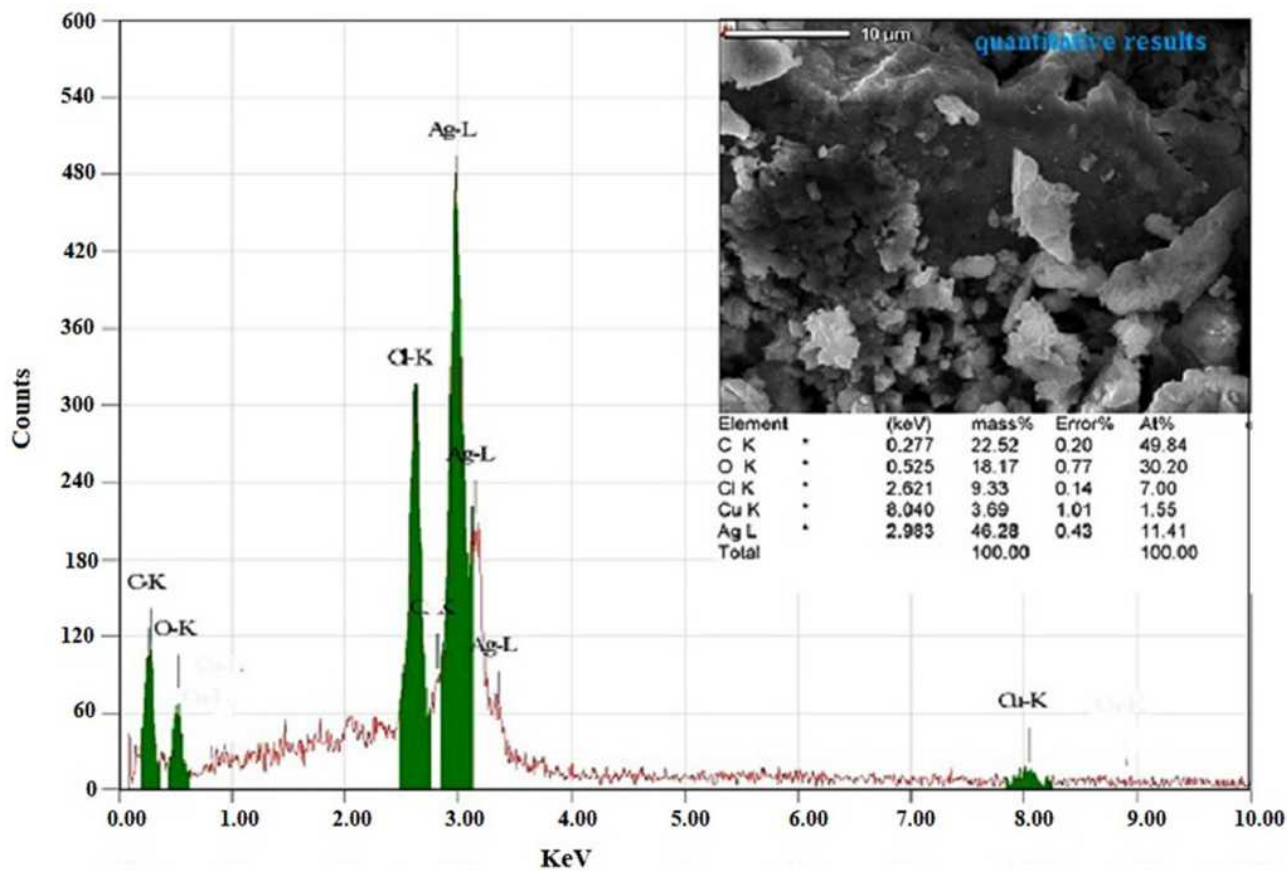 600
540
480
420
360
300
240
180
120
60
0
Counts
0.00 1.00 2.00 3.00 4.00 5.00 6.00 7.00 8.00 9.00 10.00
KeV
C-K
O-K
Cl-K
Ag-L
Ag-L
Ag-L
Cu-K
10 µm
quantitative results
Element (keV) mass% Error% At%
C K * 0.277 22.52 0.20 49.84
O K * 0.525 18.17 0.77 30.20
Cl K * 2.621 9.33 0.14 7.00
Cu K * 8.040 3.69 1.01 1.55
Ag L * 2.983 46.28 0.43 11.41
Total 100.00 100.00